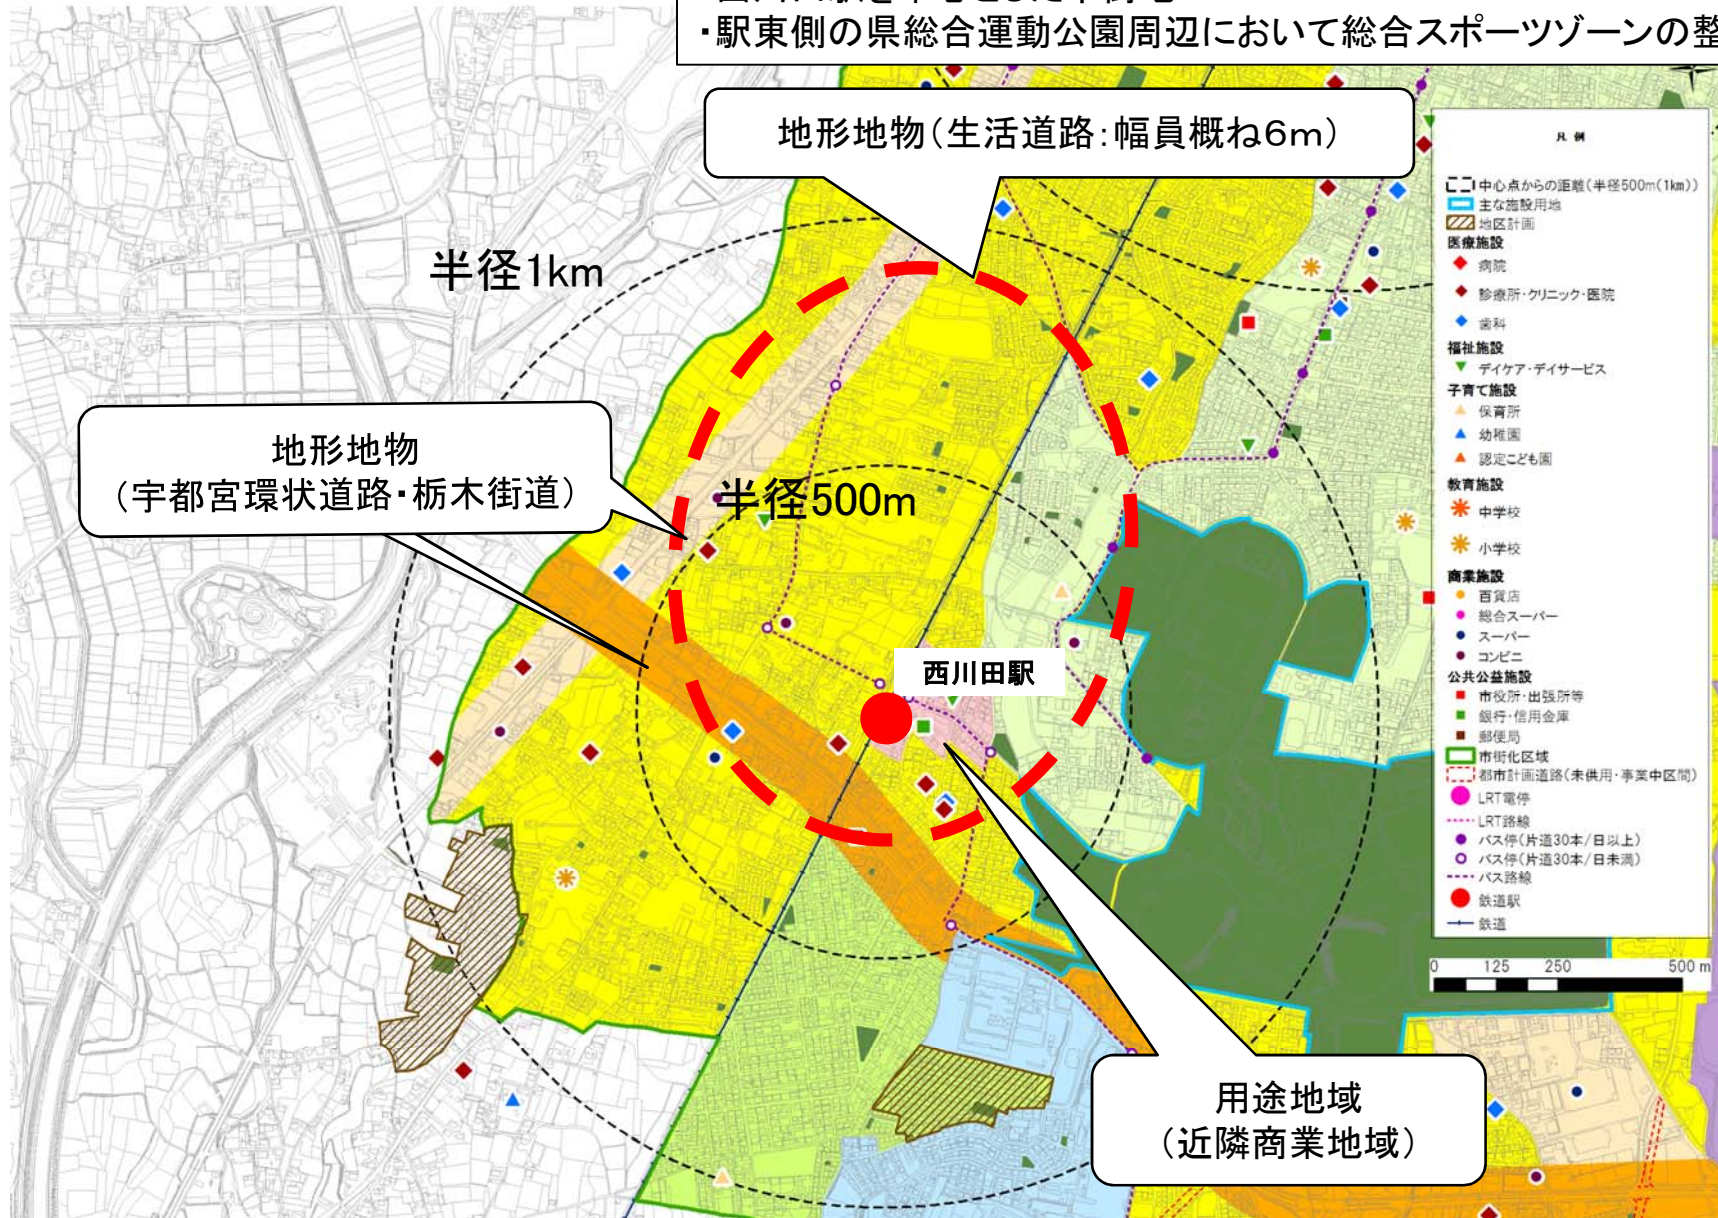 ・駅東側の県総合運動公園周辺において総合スポーツゾーンの整
地形地物(生活道路:幅員概ね6m)
半径1km
地形地物
(宇都宮環状道路・栃木街道)
半径500m
西川田駅
用途地域
(近隣商業地域)
凡 例
中心点からの距離(半径500m(1km))
主な施設用地
地区計画
医療施設
病院
診療所・クリニック・医院
歯科
福祉施設
デイケア・デイサービス
子育て施設
保育所
幼稚園
認定こども園
教育施設
中学校
小学校
商業施設
百貨店
総合スーパー
スーパー
コンビニ
公共公益施設
市役所・出張所等
銀行・信用金庫
郵便局
市街化区域
都市計画道路(未供用・事業中区間)
LRT電停
LRT路線
バス停(片道30本/日以上)
バス停(片道30本/日未満)
バス路線
鉄道駅
鉄道
0 125 250 500 m